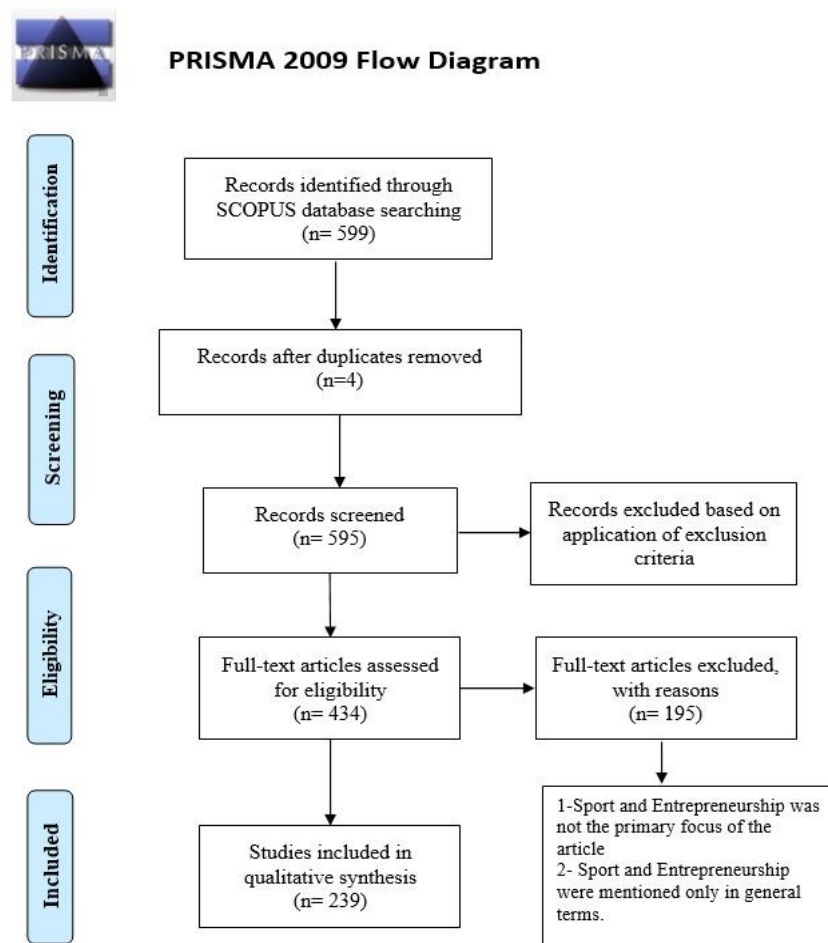 PRISMA
PRISMA 2009 Flow Diagram
Identification
Records identified through
SCOPUS database searching
(n= 599)
Screening
Records after duplicates removed
(n=4)
Records screened
(n= 595)
Records excluded based on
application of exclusion
criteria
Eligibility
Full-text articles assessed
for eligibility
(n= 434)
Full-text articles excluded,
with reasons
(n= 195)
Included
Studies included in
qualitative synthesis
(n= 239)
1-Sport and Entrepreneurship was
not the primary focus of the
article
2- Sport and Entrepreneurship
were mentioned only in general
terms.